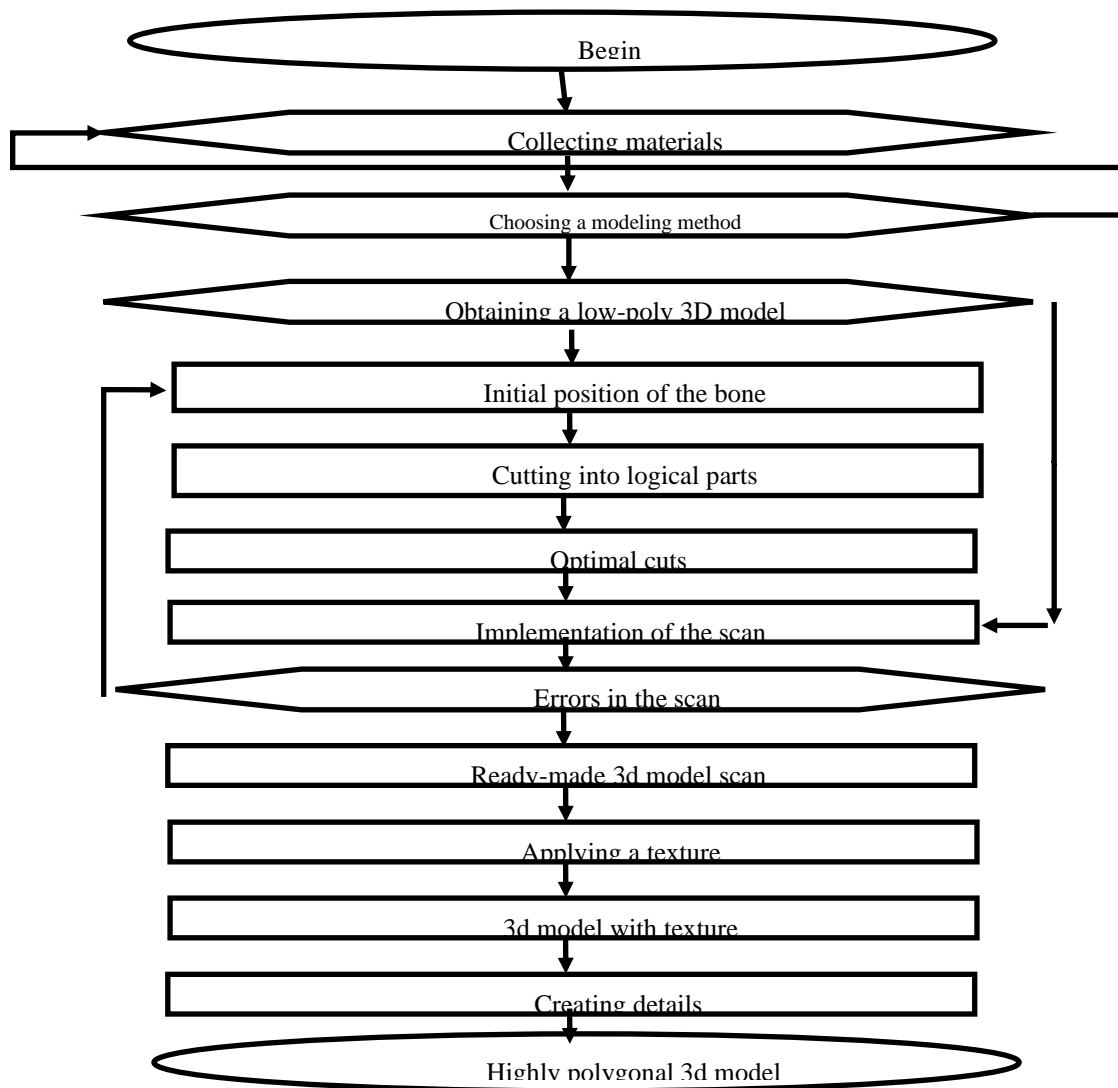 Begin
Collecting materials
Choosing a modeling method
Obtaining a low-poly 3D model
Initial position of the bone
Cutting into logical parts
Optimal cuts
Implementation of the scan
Errors in the scan
Ready-made 3d model scan
Applying a texture
3d model with texture
Creating details
Highly polygonal 3d model